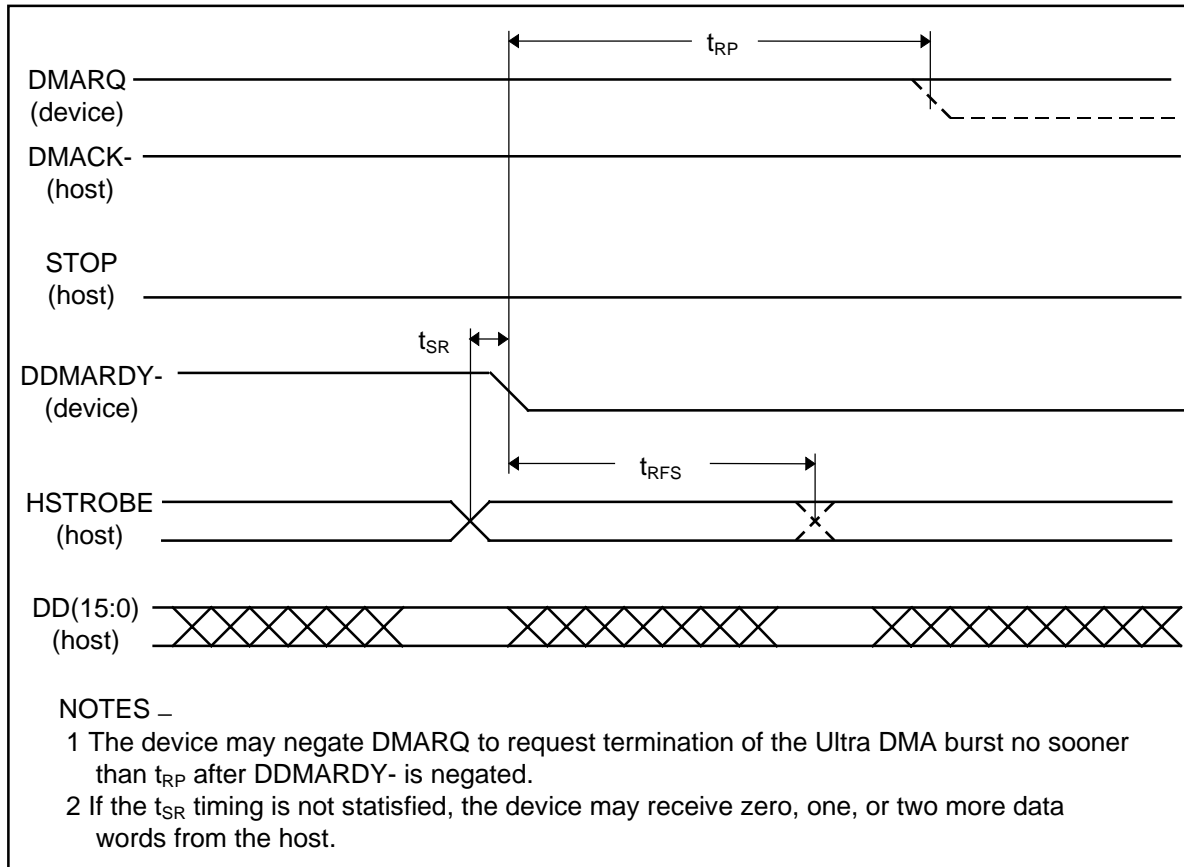 tRP
DMARQ
(device)
DMACK-
(host)
STOP
(host)
tSR
DDMARDY-
(device)
tRFS
HSTROBE
(host)
DD(15:0)
(host)
NOTES –
1 The device may negate DMARQ to request termination of the Ultra DMA burst no sooner
than tRP after DDMARDY- is negated.
2 If the tSR timing is not statisfied, the device may receive zero, one, or two more data
words from the host.